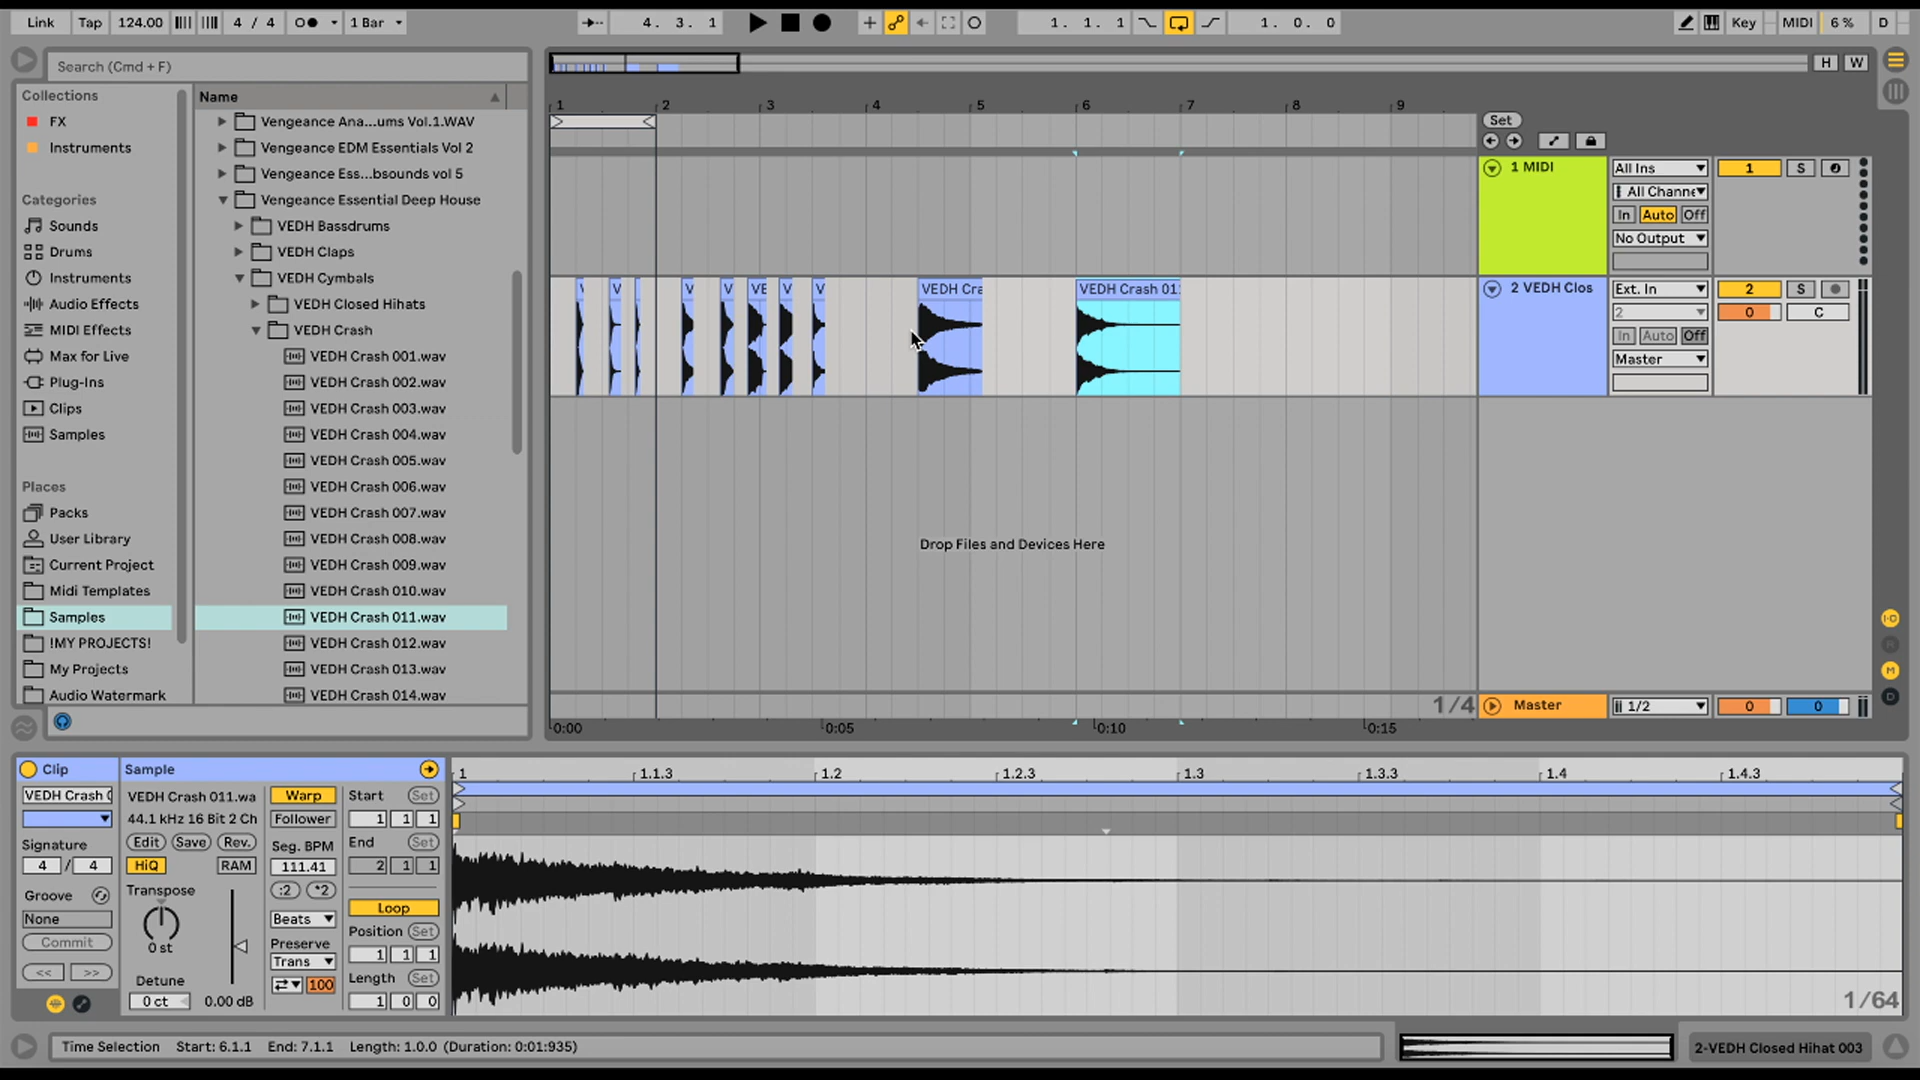 Link Tap 124.00 4 / 4 1 Bar 4. 3. 1 1. 1. 1 1. 0. 0 Key MIDI 6 % D
Search (Cmd + F)
H W
Collections
FX
Instruments
Categories
Sounds
Drums
Instruments
Audio Effects
MIDI Effects
Max for Live
Plug-Ins
Clips
Samples
Places
Packs
User Library
Current Project
Midi Templates
Samples
!MY PROJECTS!
My Projects
Audio Watermark
Name
Vengeance Ana...ums Vol.1.WAV
Vengeance EDM Essentials Vol 2
Vengeance Ess...bsounds vol 5
Vengeance Essential Deep House
VEDH Bassdrums
VEDH Claps
VEDH Cymbals
VEDH Closed Hihats
VEDH Crash
VEDH Crash 001.wav
VEDH Crash 002.wav
VEDH Crash 003.wav
VEDH Crash 004.wav
VEDH Crash 005.wav
VEDH Crash 006.wav
VEDH Crash 007.wav
VEDH Crash 008.wav
VEDH Crash 009.wav
VEDH Crash 010.wav
VEDH Crash 011.wav
VEDH Crash 012.wav
VEDH Crash 013.wav
VEDH Crash 014.wav
1 2 3 4 5 6 7 8 9
Set
1 MIDI All Ins 1 S
All Channe
In Auto Off
No Output
V V V V VE V V VEDH Cra VEDH Crash 011
2 VEDH Clos Ext. In 2 S
2 0 C
In Auto Off
Master
Drop Files and Devices Here
1/4 Master 1/2 0 0
0:00 0:05 0:10 0:15
I·O
R
M
D
Clip
VEDH Crash 0
Signature
4 / 4
Groove
None
Commit
<< >>
Sample
VEDH Crash 011.wa
44.1 kHz 16 Bit 2 Ch
Edit Save Rev.
HiQ RAM
Transpose
0 st
Detune
0 ct 0.00 dB
Warp
Follower
Seg. BPM
111.41
:2 *2
Beats
Preserve
Trans
100
Start Set
1 1 1
End Set
2 1 1
Loop
Position Set
1 1 1
Length Set
1 0 0
1 1.1.3 1.2 1.2.3 1.3 1.3.3 1.4 1.4.3
1/64
Time Selection Start: 6.1.1 End: 7.1.1 Length: 1.0.0 (Duration: 0:01:935)
2-VEDH Closed Hihat 003